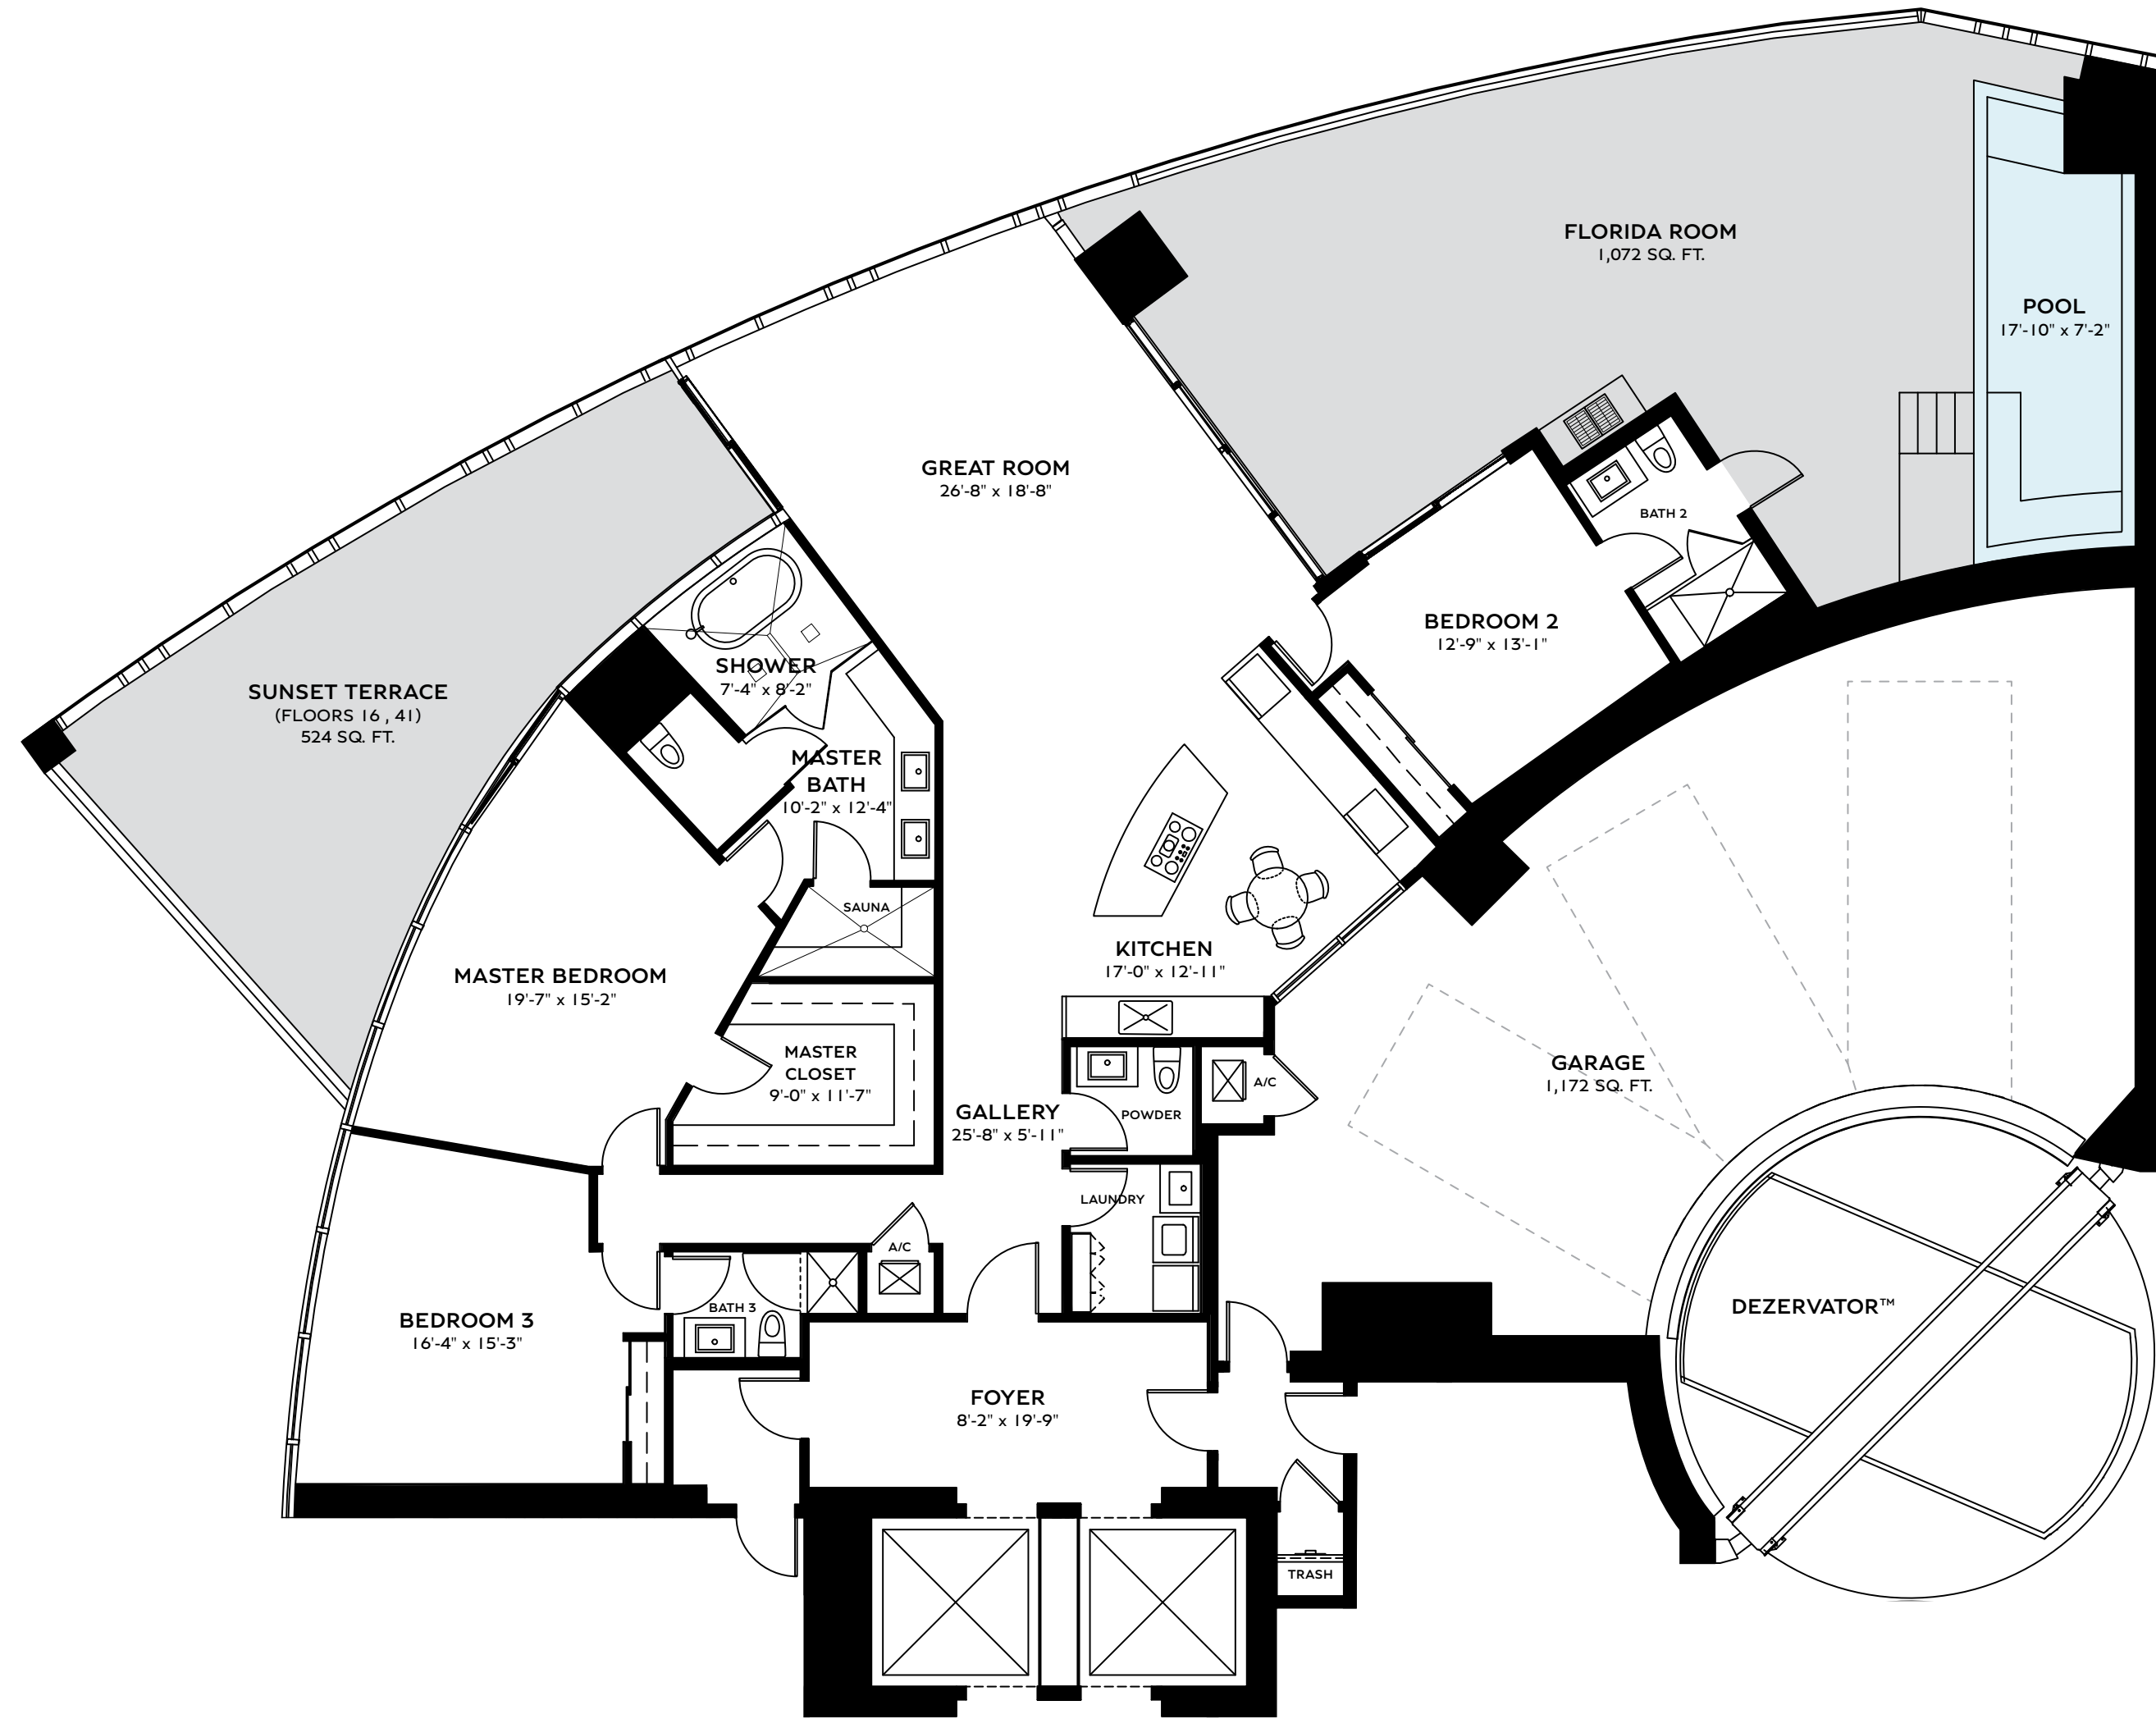 FLORIDA ROOM
1,072 SQ. FT.
POOL
17'-10" x 7'-2"
GREAT ROOM
26'-8" x 18'-8"
BATH 2
BEDROOM 2
12'-9" x 13'-1"
SHOWER
7'-4" x 8'-2"
SUNSET TERRACE
(FLOORS 16 , 41)
524 SQ. FT.
MASTER
BATH
10'-2" x 12'-4"
SAUNA
KITCHEN
17'-0" x 12'-11"
MASTER BEDROOM
19'-7" x 15'-2"
MASTER
CLOSET
9'-0" x 11'-7"
GARAGE
1,172 SQ. FT.
A/C
GALLERY
25'-8" x 5'-11"
POWDER
LAUNDRY
A/C
BATH 3
BEDROOM 3
16'-4" x 15'-3"
DEZERVATOR™
FOYER
8'-2" x 19'-9"
TRASH